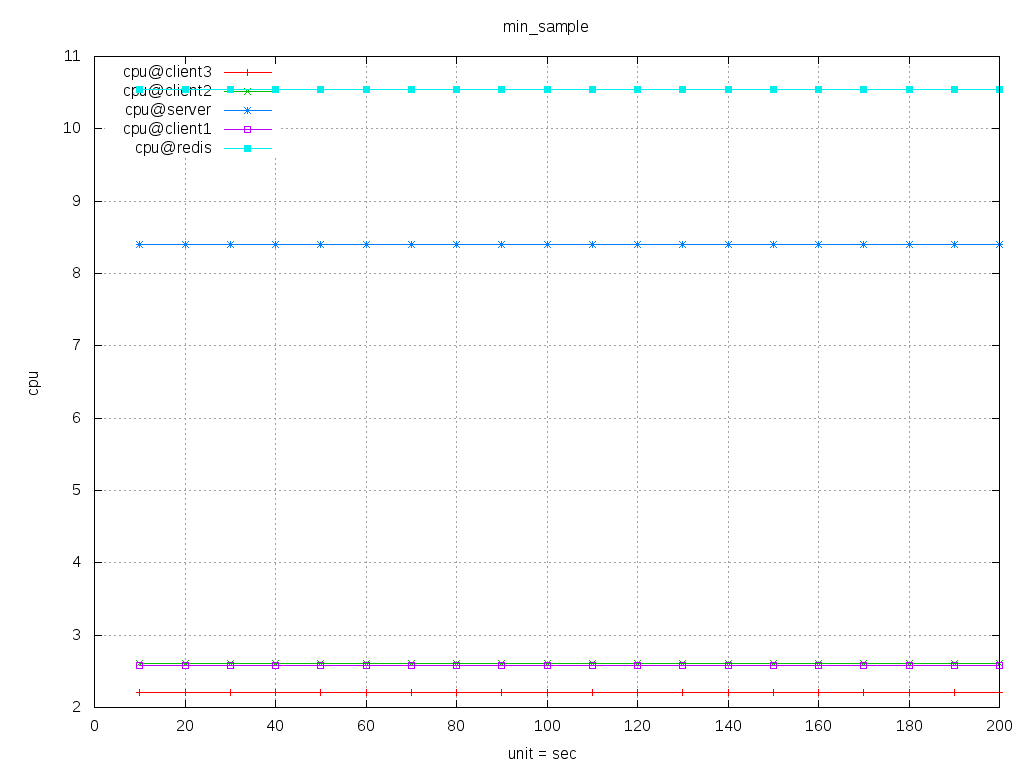 min_sample
11
10
9
8
7
6
5
4
3
2
cpu
cpu@client3
cpu@client2
cpu@server
cpu@client1
cpu@redis
0 20 40 60 80 100 120 140 160 180 200
unit = sec